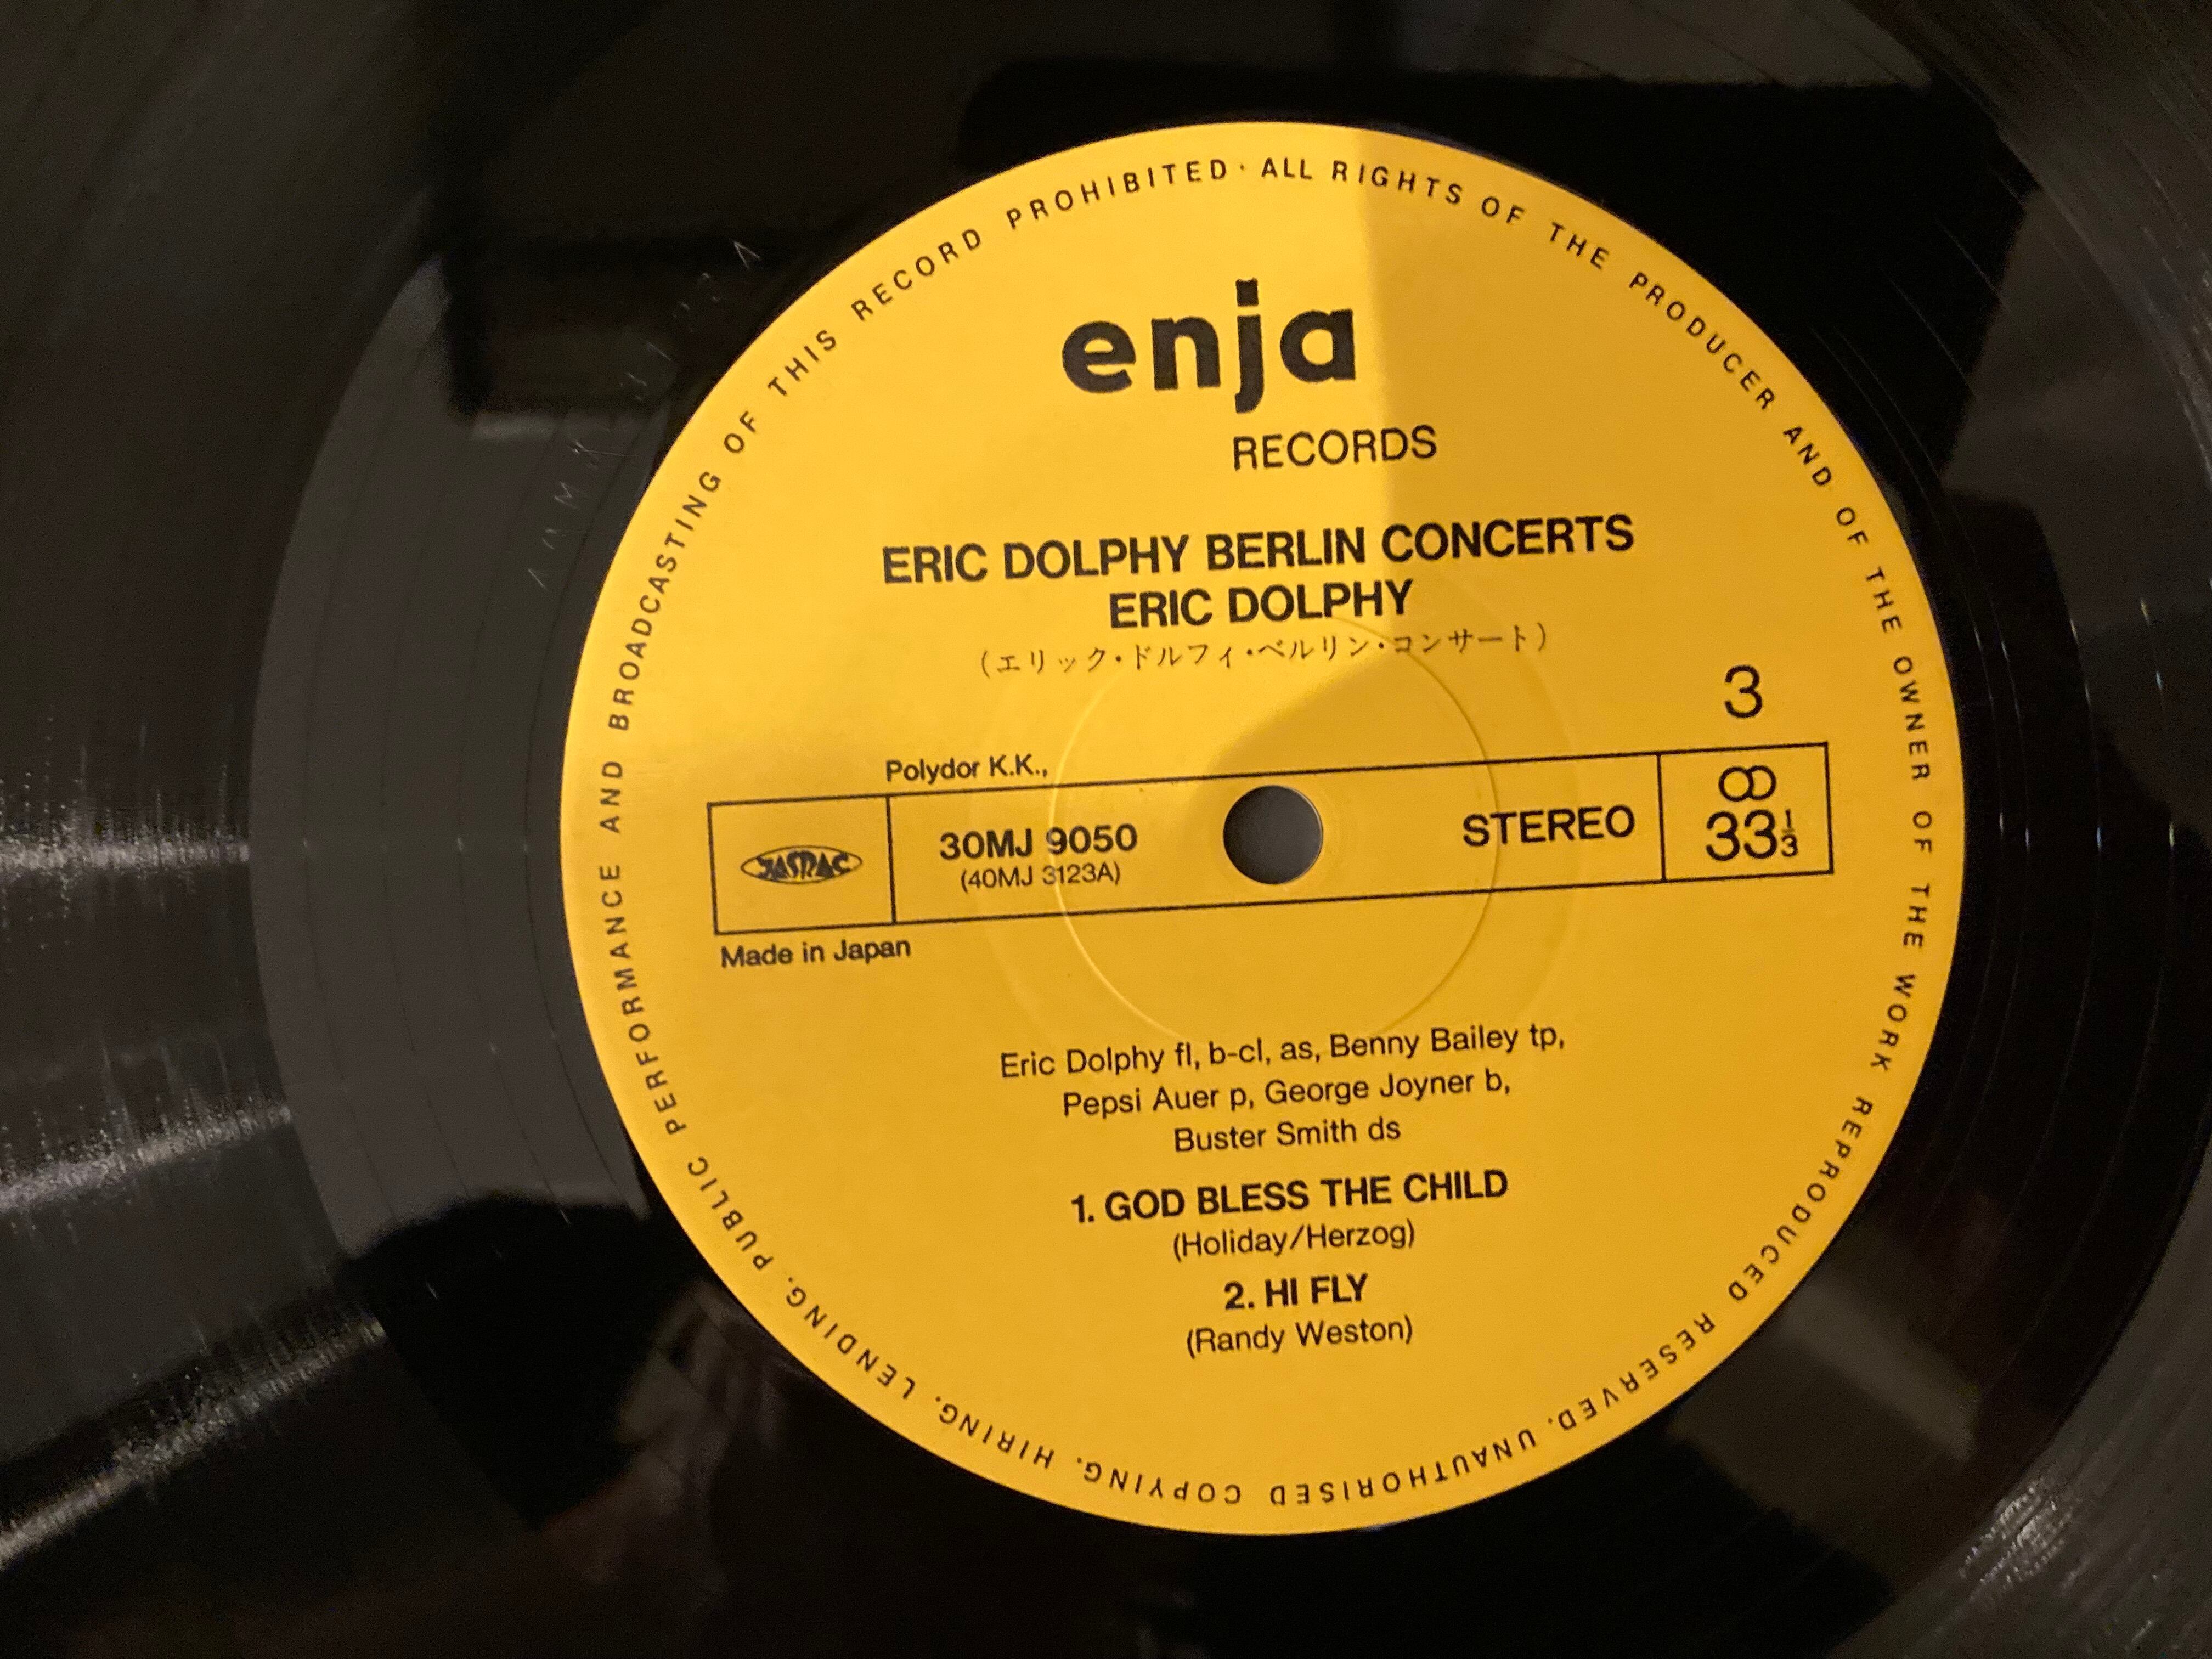 PUBLIC PERFORMANCE AND BROADCASTING OF THIS RECORD PROHIBITED · ALL RIGHTS OF THE PRODUCER AND OF THE OWNER OF THE WORK REPRODUCED RESERVED. UNAUTHORISED COPYING, HIRING, LENDING,
enja
RECORDS
ERIC DOLPHY BERLIN CONCERTS
ERIC DOLPHY
(エリック・ドルフィ・ベルリン・コンサート)
3
Polydor K.K.,
JASRAC
30MJ 9050
(40MJ 3123A)
STEREO
33⅓
Made in Japan
Eric Dolphy fl, b-cl, as, Benny Bailey tp,
Pepsi Auer p, George Joyner b,
Buster Smith ds
1. GOD BLESS THE CHILD
(Holiday/Herzog)
2. HI FLY
(Randy Weston)